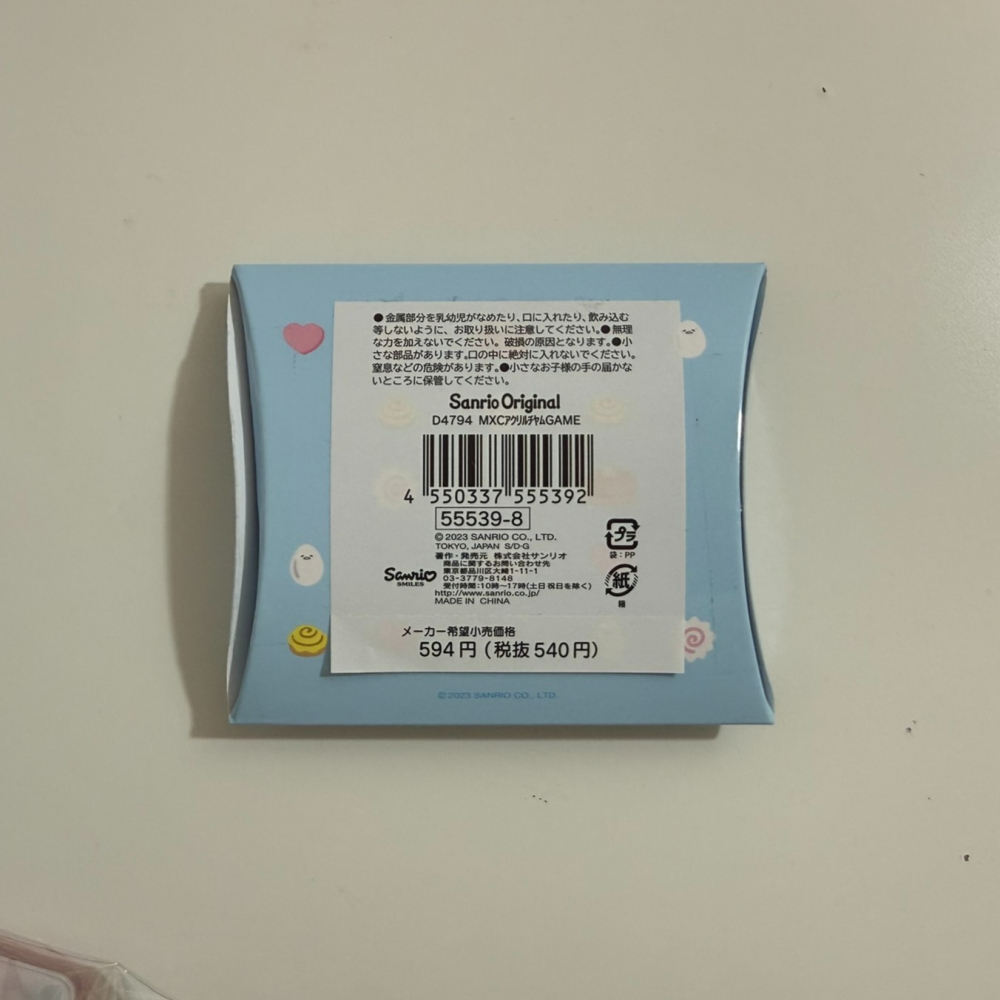 ●金属部分を乳幼児がなめたり、口に入れたり、飲み込む
等しないように、お取り扱いに注意してください。●無理
な力を加えないでください。破損の原因となります。●小
さな部品があります。口の中に絶対に入れないでください。
窒息などの危険があります。●小さなお子様の手の届かな
いところに保管してください。
Sanrio Original
D4794 MXCアクリルチャムGAME
4 550337 555392
55539-8
©2023 SANRIO CO., LTD.
TOKYO, JAPAN S/D·G
著作・発売元 株式会社サンリオ
商品に関するお問い合わせ先
東京都品川区大崎1-11-1
03-3779-8148
受付時間:10時〜17時(土日祝日を除く)
http://www.sanrio.co.jp/
MADE IN CHINA
Sanrio
SMILES
プラ
袋:PP
紙
箱
メーカー希望小売価格
594円(税抜540円)
©2023 SANRIO CO., LTD.